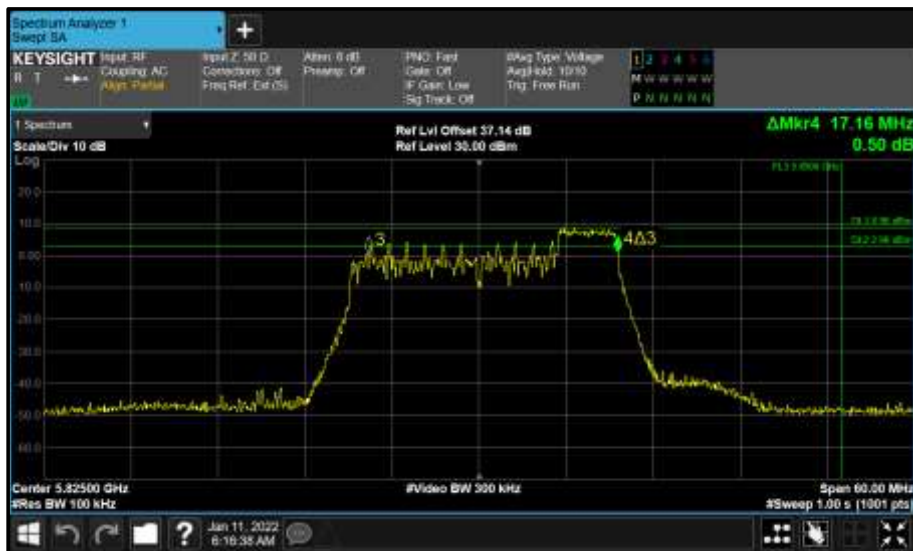 Spectrum Analyzer 1
Swept SA
+
KEYSIGHT
R T
Input: RF
Coupling: AC
Align: Partial
Input Z: 50 Ω
Corrections: Off
Freq Ref: Ext (S)
Atten: 6 dB
Preamp: Off
PNO: Fast
Gate: Off
IF Gain: Low
Sig Track: Off
#Avg Type: Voltage
Avg|Hold: 10/10
Trig: Free Run
1 2 3 4 5 6
M W W W W W
P N N N N N
1 Spectrum
Scale/Div 10 dB
Ref Lvl Offset 37.14 dB
Ref Level 30.00 dBm
ΔMkr4 17.16 MHz
0.50 dB
Log
20.0
10.0
0.00
-10.0
-20.0
-30.0
-40.0
-50.0
-60.0
3
4Δ3
Center 5.82500 GHz
#Res BW 100 kHz
#Video BW 300 kHz
Span 60.00 MHz
#Sweep 1.00 s (1001 pts)
?
Jan 11, 2022
6:16:38 AM